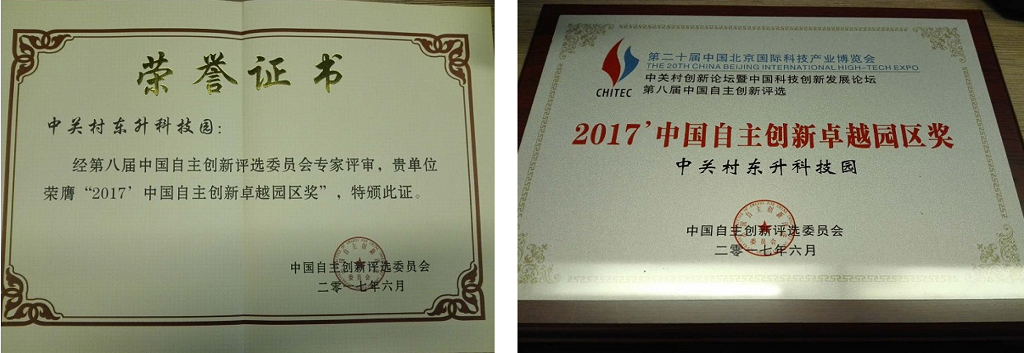 荣誉证书
中关村东升科技园：
经第八届中国自主创新评选委员会专家评审，贵单位
荣膺“2017’中国自主创新卓越园区奖”，特颁此证。
中国自主创新评选委员会
二零一七年六月
CHITEC
第二十届中国北京国际科技产业博览会
THE 20TH CHINA BEIJING INTERNATIONAL HIGH-TECH EXPO
中关村创新论坛暨中国科技创新发展论坛
第八届中国自主创新评选
2017’中国自主创新卓越园区奖
中关村东升科技园
中国自主创新评选委员会
二零一七年六月